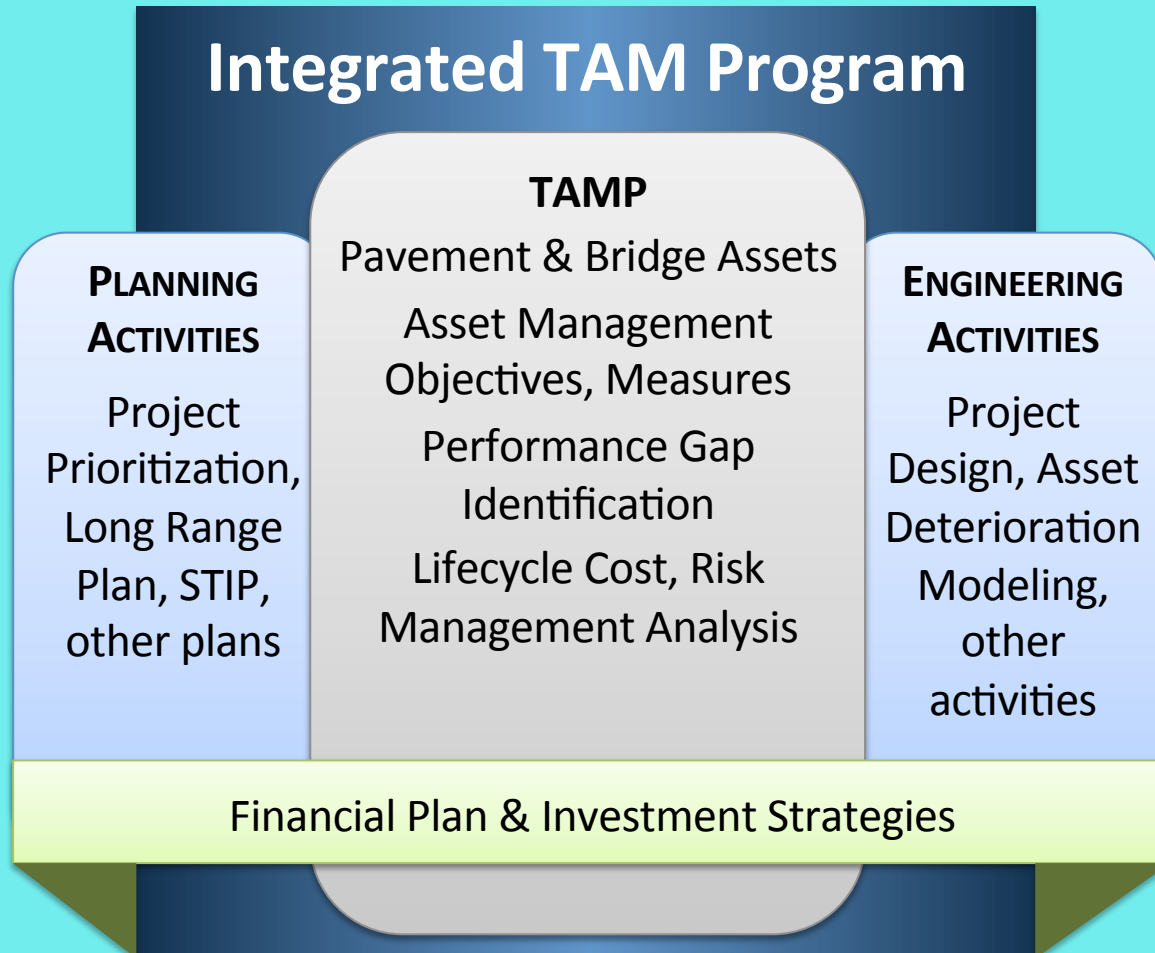 Integrated TAM Program
TAMP
Pavement & Bridge Assets
Asset Management
Objectives, Measures
Performance Gap
Identification
Lifecycle Cost, Risk
Management Analysis
PLANNING
ACTIVITIES
Project
Prioritization,
Long Range
Plan, STIP,
other plans
ENGINEERING
ACTIVITIES
Project
Design, Asset
Deterioration
Modeling,
other
activities
Financial Plan & Investment Strategies